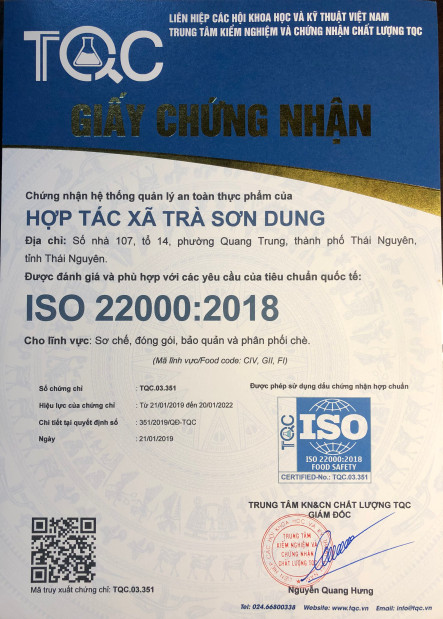 TQC
LIÊN HIỆP CÁC HỘI KHOA HỌC VÀ KỸ THUẬT VIỆT NAM
TRUNG TÂM KIỂM NGHIỆM VÀ CHỨNG NHẬN CHẤT LƯỢNG TQC
GIẤY CHỨNG NHẬN
Chứng nhận hệ thống quản lý an toàn thực phẩm của
HỢP TÁC XÃ TRÀ SƠN DUNG
Địa chỉ: Số nhà 107, tổ 14, phường Quang Trung, thành phố Thái Nguyên,
tỉnh Thái Nguyên.
Được đánh giá và phù hợp với các yêu cầu của tiêu chuẩn quốc tế:
ISO 22000:2018
Cho lĩnh vực: Sơ chế, đóng gói, bảo quản và phân phối chè.
(Mã lĩnh vực/Food code: CIV, GII, FI)
Số chứng chỉ : TQC.03.351
Hiệu lực của chứng chỉ : Từ 21/01/2019 đến 20/01/2022
Chi tiết tại quyết định số : 351/2019/QĐ-TQC
Ngày : 21/01/2019
Được phép sử dụng dấu chứng nhận hợp chuẩn
TQC
ISO
ISO 22000:2018
FOOD SAFETY
CERTIFIED-No.: TQC.03.351
TRUNG TÂM KN&CN CHẤT LƯỢNG TQC
GIÁM ĐỐC
TRUNG TÂM
KIỂM NGHIỆM VÀ
CHỨNG NHẬN
CHẤT LƯỢNG TQC
Nguyễn Quang Hưng
Mã truy xuất chứng chỉ: TQC.03.351
Tel: 024.66800338 Website: www.tqc.vn Email: info@tqc.vn